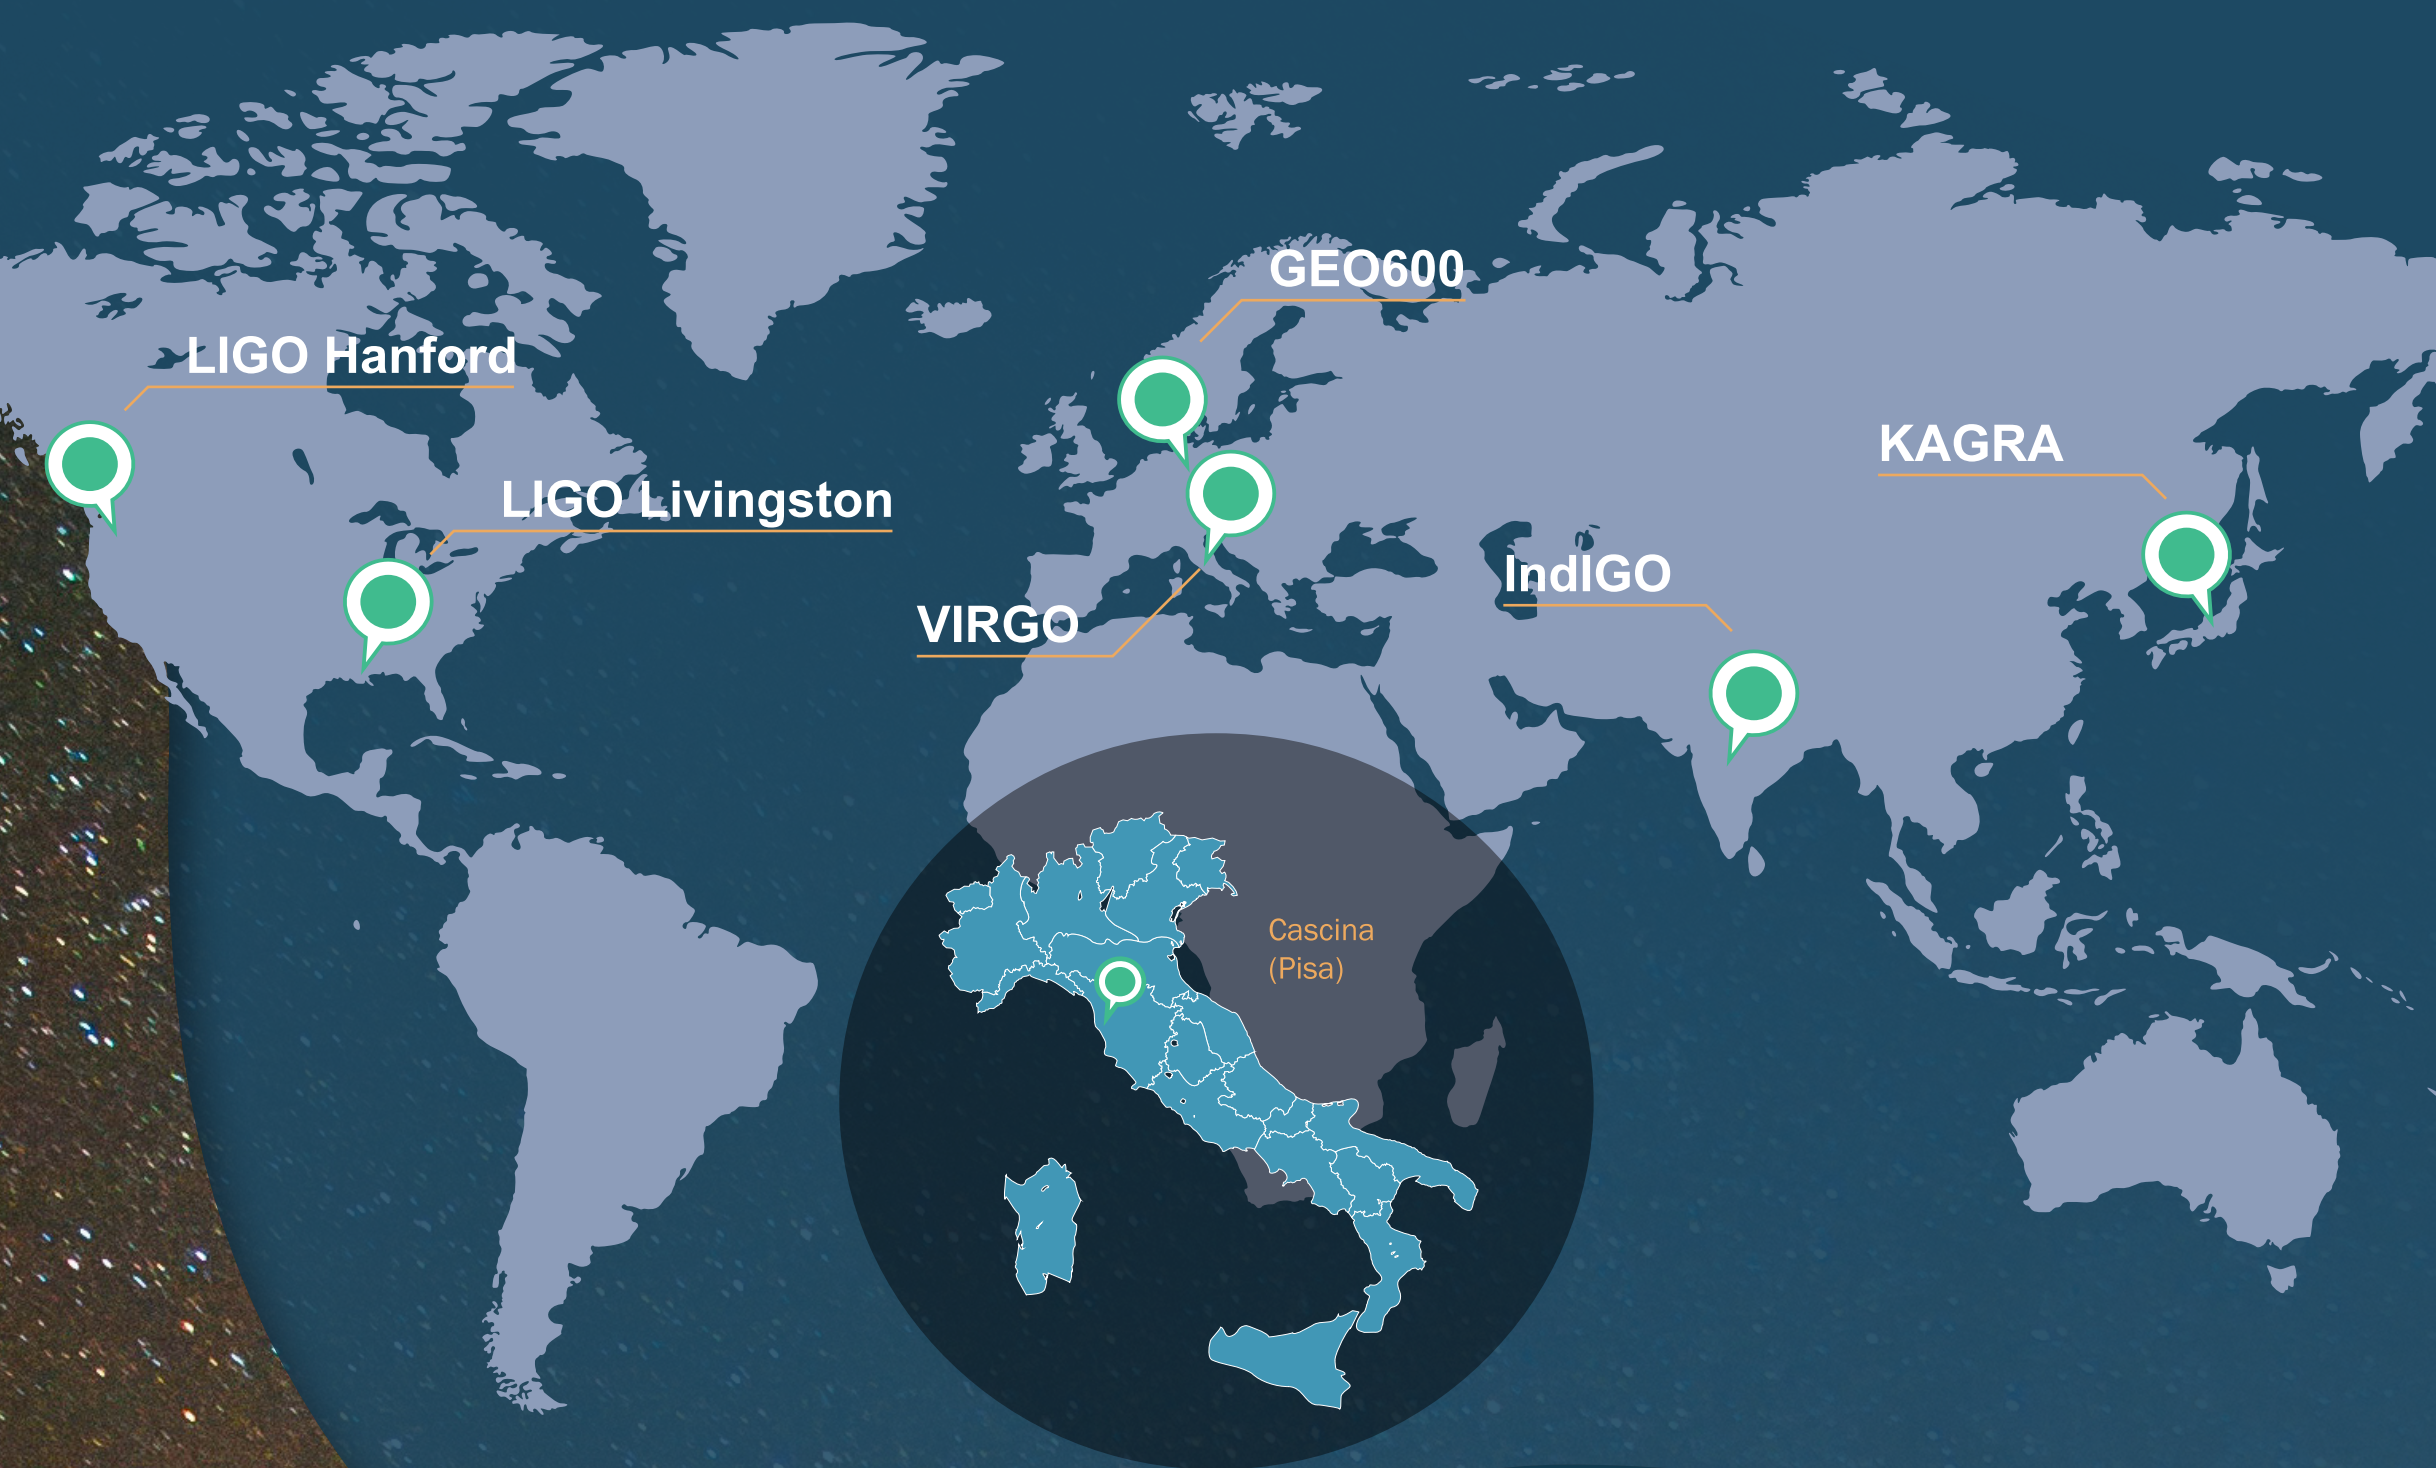 GEO600
LIGO Hanford
KAGRA
LIGO Livingston
IndIGO
VIRGO
Cascina
(Pisa)